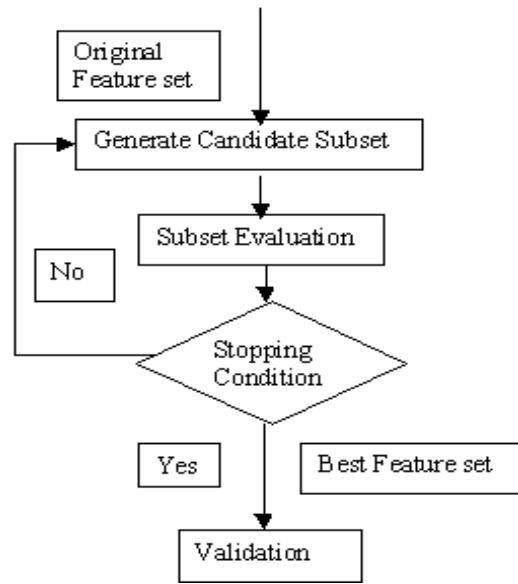 Original
Feature set
Generate Candidate Subset
Subset Evaluation
No
Stopping
Condition
Yes
Best Feature set
Validation